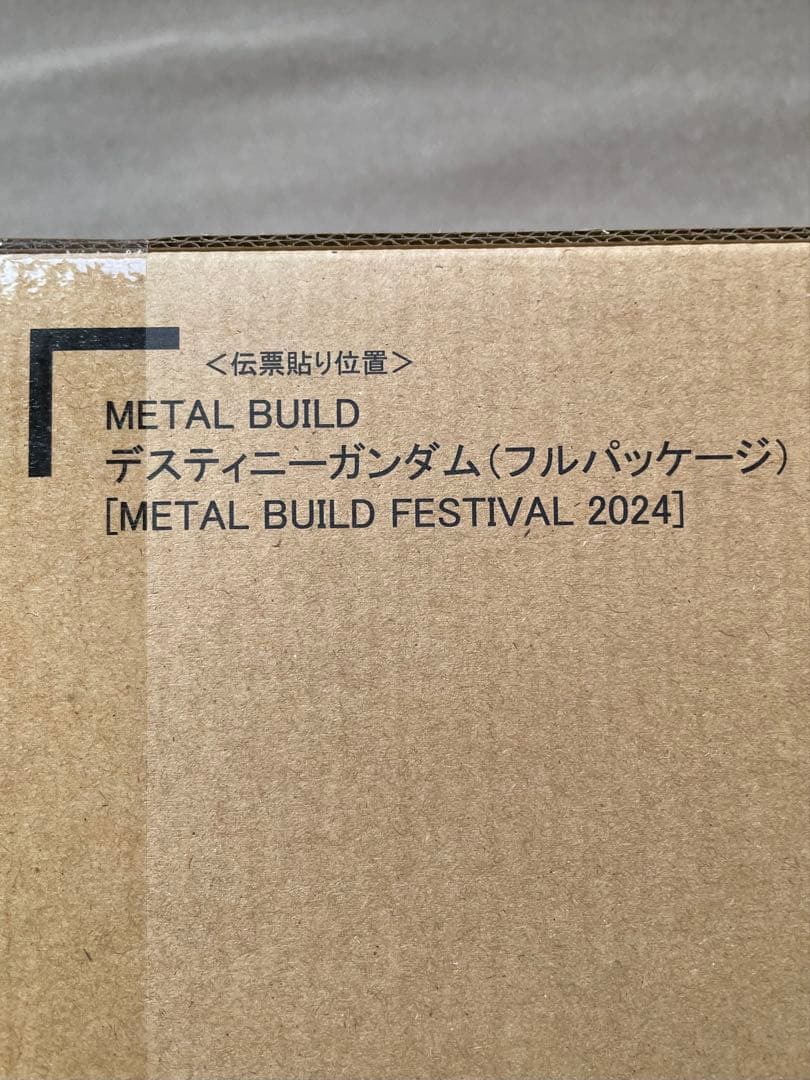 ＜伝票貼り位置＞
METAL BUILD
デスティニーガンダム(フルパッケージ)
[METAL BUILD FESTIVAL 2024]